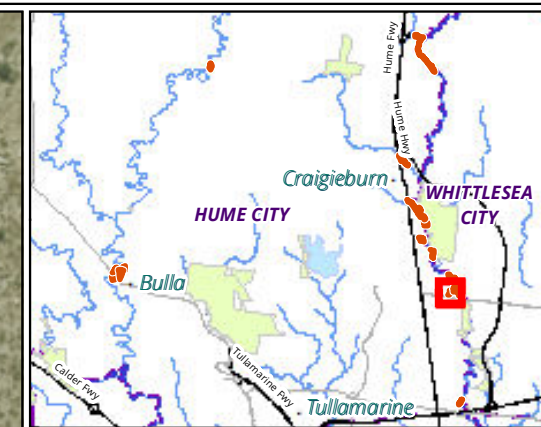 Hume Fwy
Hume Hwy
Craigieburn
WHITTLESEA
CITY
HUME CITY
Bulla
Tullamarine Fwy
Calder Fwy
Tullamarine